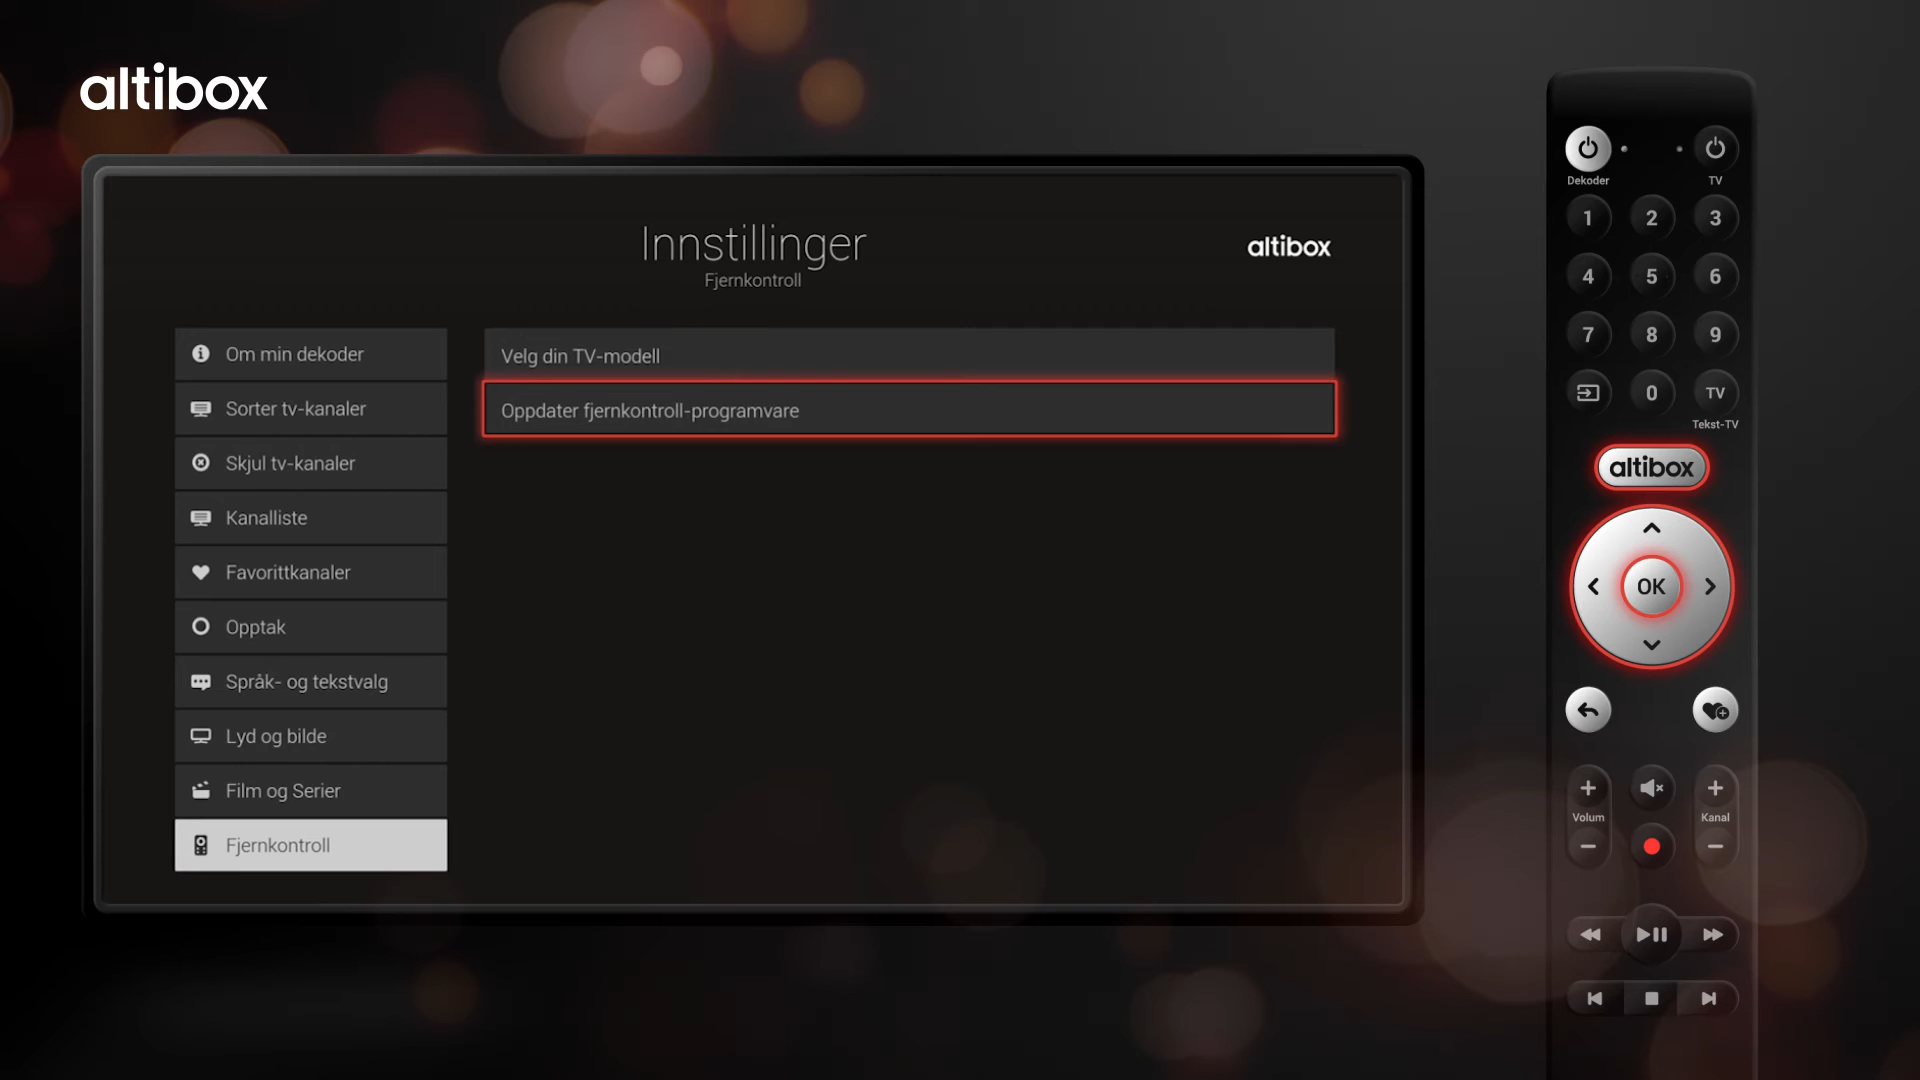 altibox
Innstillinger
Fjernkontroll
altibox
Om min dekoder
Sorter tv-kanaler
Skjul tv-kanaler
Kanalliste
Favorittkanaler
Opptak
Språk- og tekstvalg
Lyd og bilde
Film og Serier
Fjernkontroll
Velg din TV-modell
Oppdater fjernkontroll-programvare
Dekoder TV
1 2 3
4 5 6
7 8 9
0 TV
Tekst-TV
altibox
OK
+ +
Volum Kanal
− −